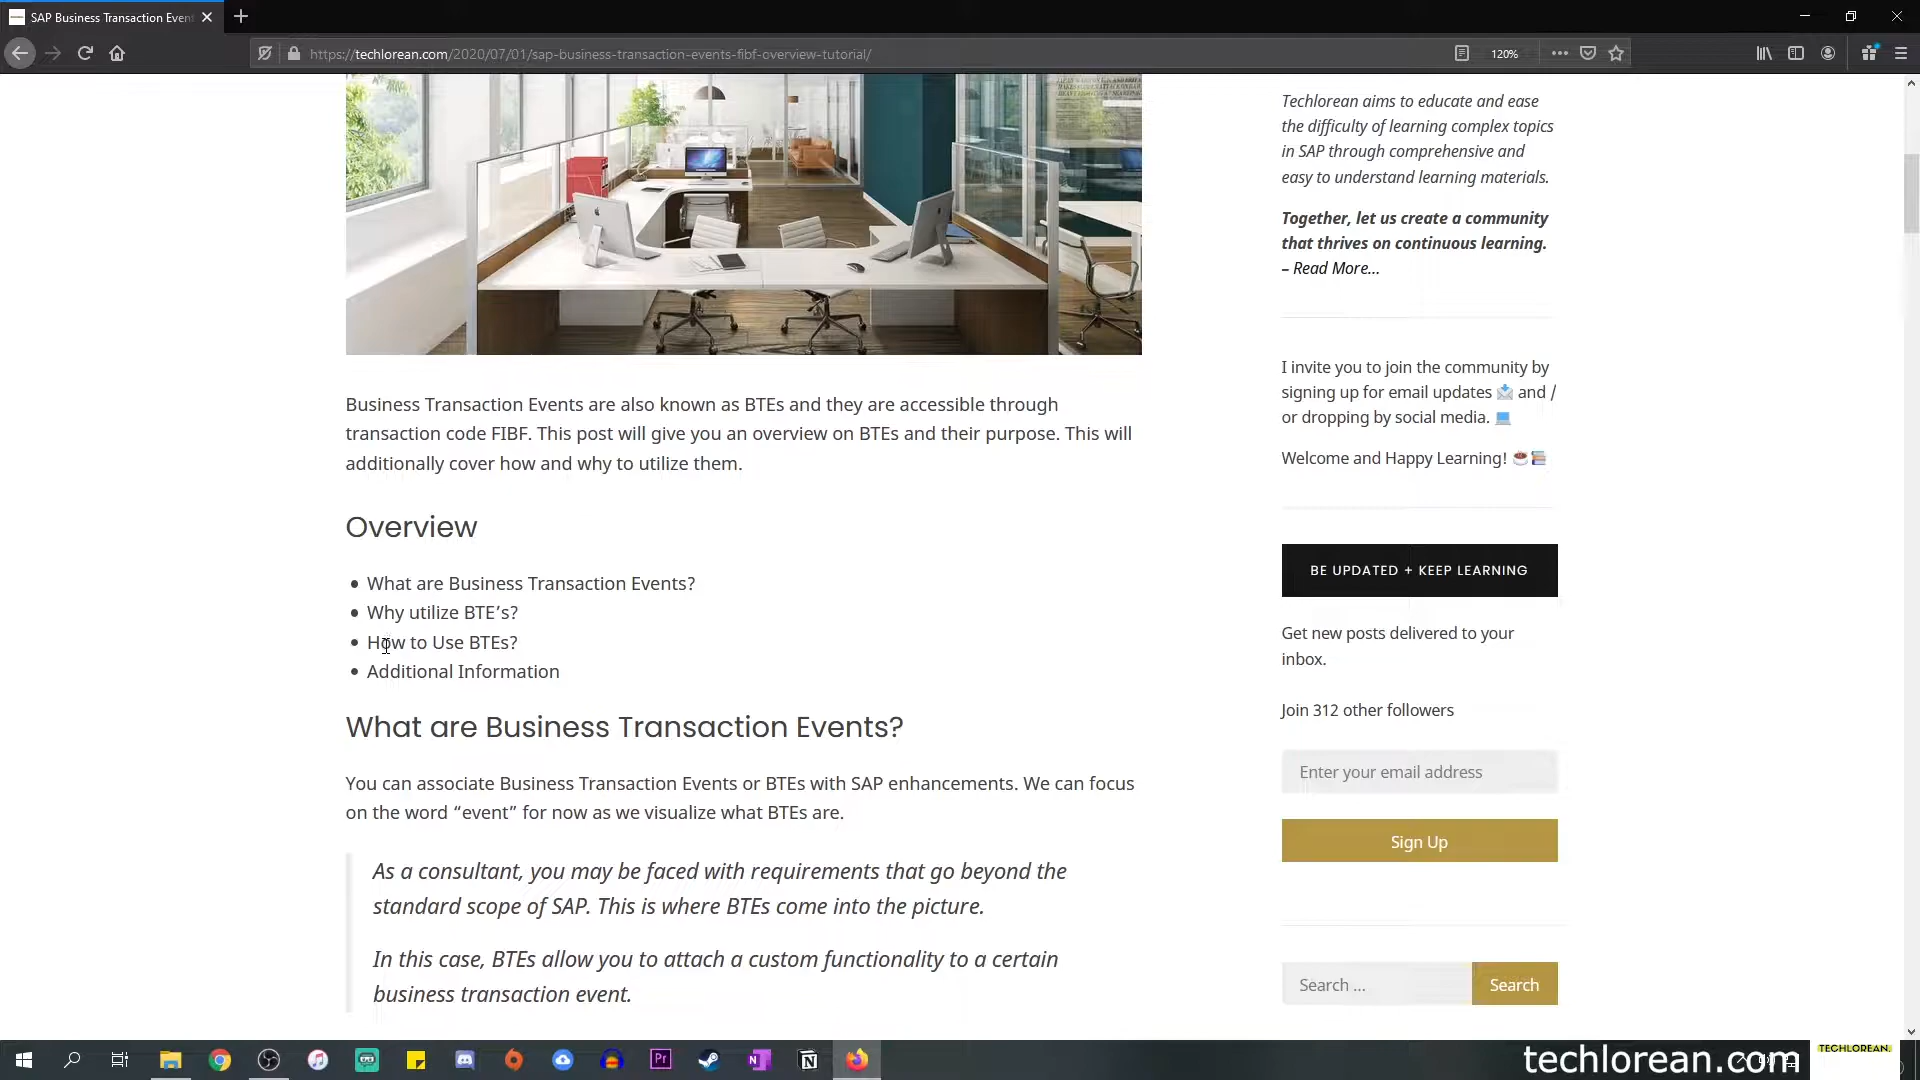 SAP Business Transaction Even
https://techlorean.com/2020/07/01/sap-business-transaction-events-fibf-overview-tutorial/
120%
Business Transaction Events are also known as BTEs and they are accessible through
transaction code FIBF. This post will give you an overview on BTEs and their purpose. This will
additionally cover how and why to utilize them.
Overview
• What are Business Transaction Events?
• Why utilize BTE’s?
• How to Use BTEs?
• Additional Information
What are Business Transaction Events?
You can associate Business Transaction Events or BTEs with SAP enhancements. We can focus
on the word “event” for now as we visualize what BTEs are.
As a consultant, you may be faced with requirements that go beyond the
standard scope of SAP. This is where BTEs come into the picture.
In this case, BTEs allow you to attach a custom functionality to a certain
business transaction event.
Techlorean aims to educate and ease
the difficulty of learning complex topics
in SAP through comprehensive and
easy to understand learning materials.
Together, let us create a community
that thrives on continuous learning.
– Read More...
I invite you to join the community by
signing up for email updates 📩 and /
or dropping by social media. 💻
Welcome and Happy Learning! ☕📚
BE UPDATED + KEEP LEARNING
Get new posts delivered to your
inbox.
Join 312 other followers
Enter your email address
Sign Up
Search ...
Search
Pr
N
N
techlorean.com
TECHLOREAN.